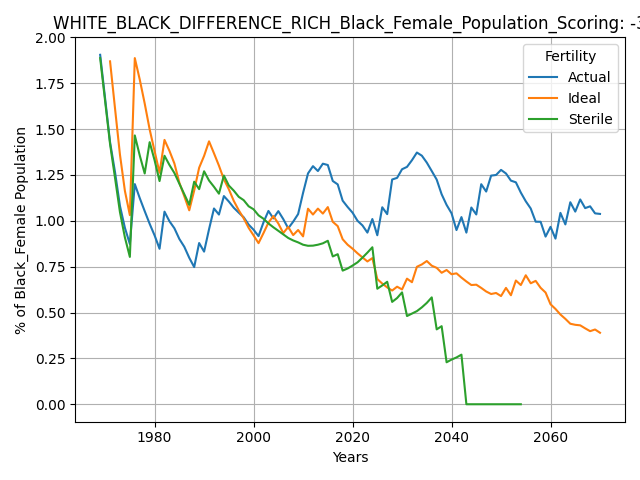 WHITE_BLACK_DIFFERENCE_RICH_Black_Female_Population_Scoring: -3
2.00
1.75
1.50
1.25
1.00
0.75
0.50
0.25
0.00
% of Black_Female Population
Fertility
Actual
Ideal
Sterile
1980
2000
2020
2040
2060
Years